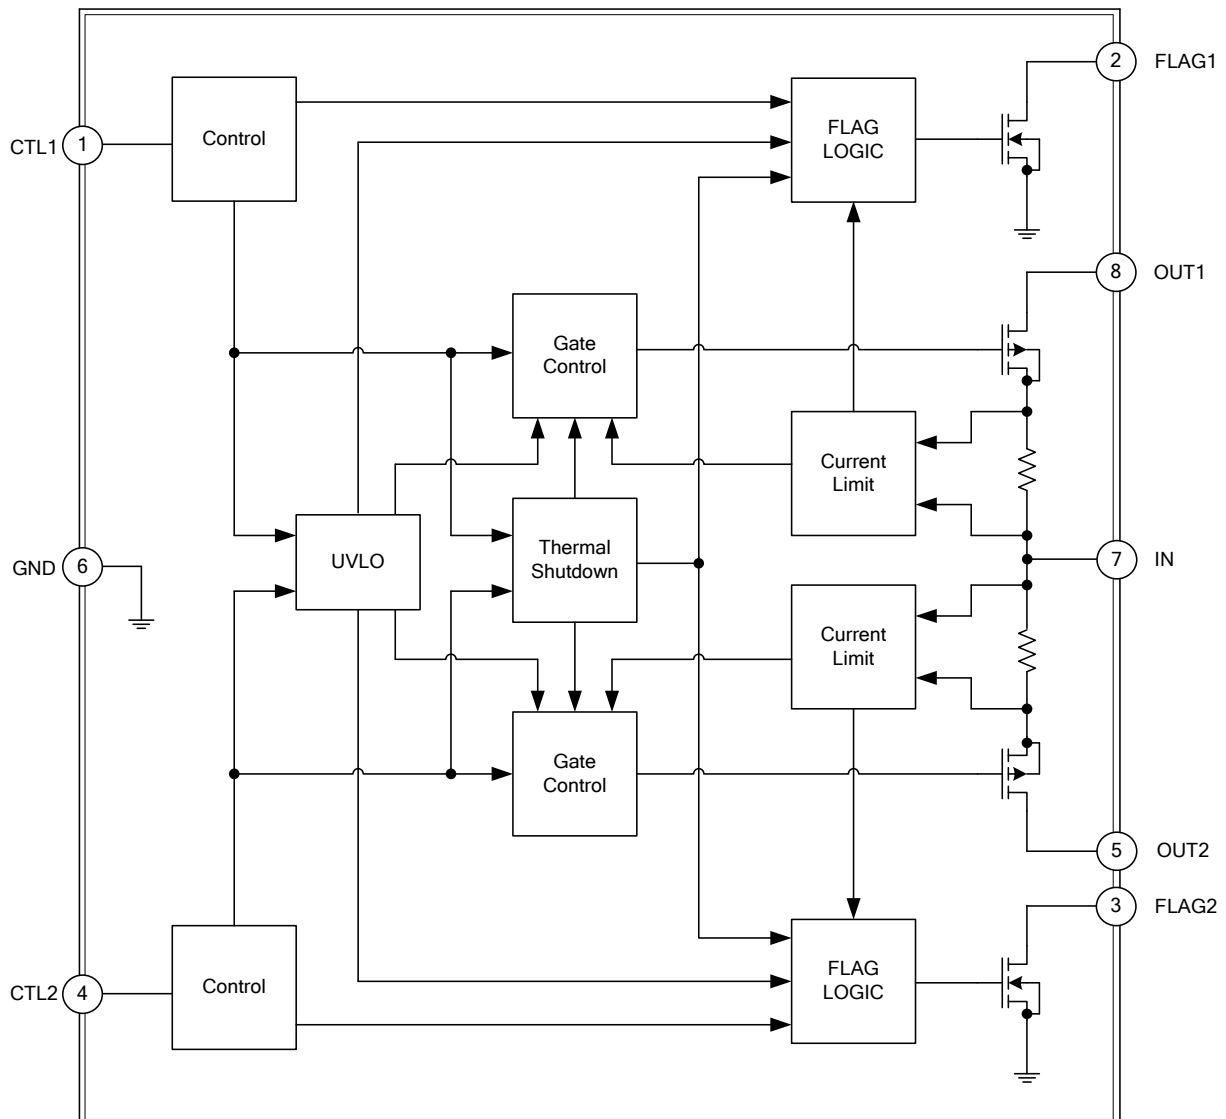 2 FLAG1
Control
FLAG
LOGIC
CTL1 1
8 OUT1
Gate
Control
Current
Limit
UVLO
Thermal
Shutdown
GND 6
7 IN
Current
Limit
Gate
Control
5 OUT2
3 FLAG2
Control
FLAG
LOGIC
CTL2 4